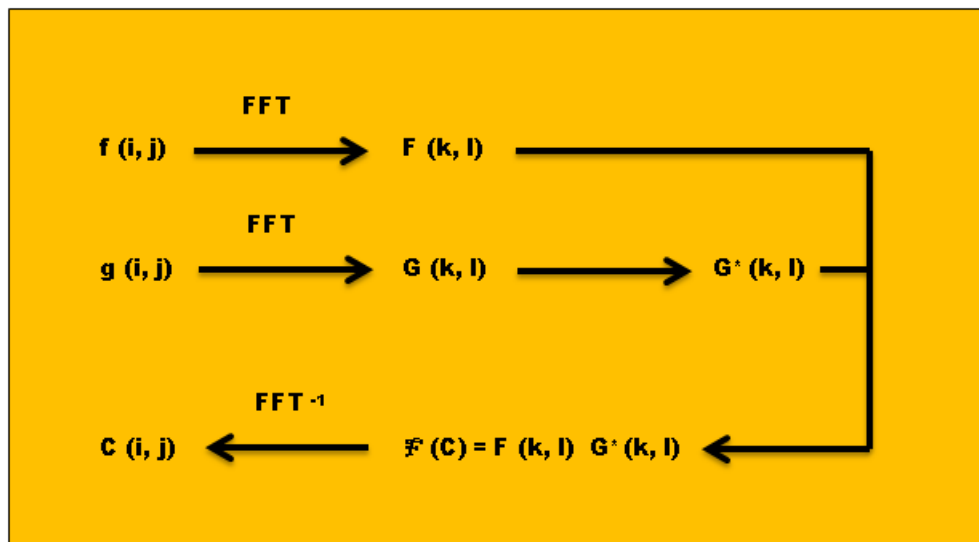 FFT
f (i, j) F (k, l)
FFT
g (i, j) G (k, l) G* (k, l)
FFT -1
C (i, j) ℱ (C) = F (k, l) G* (k, l)